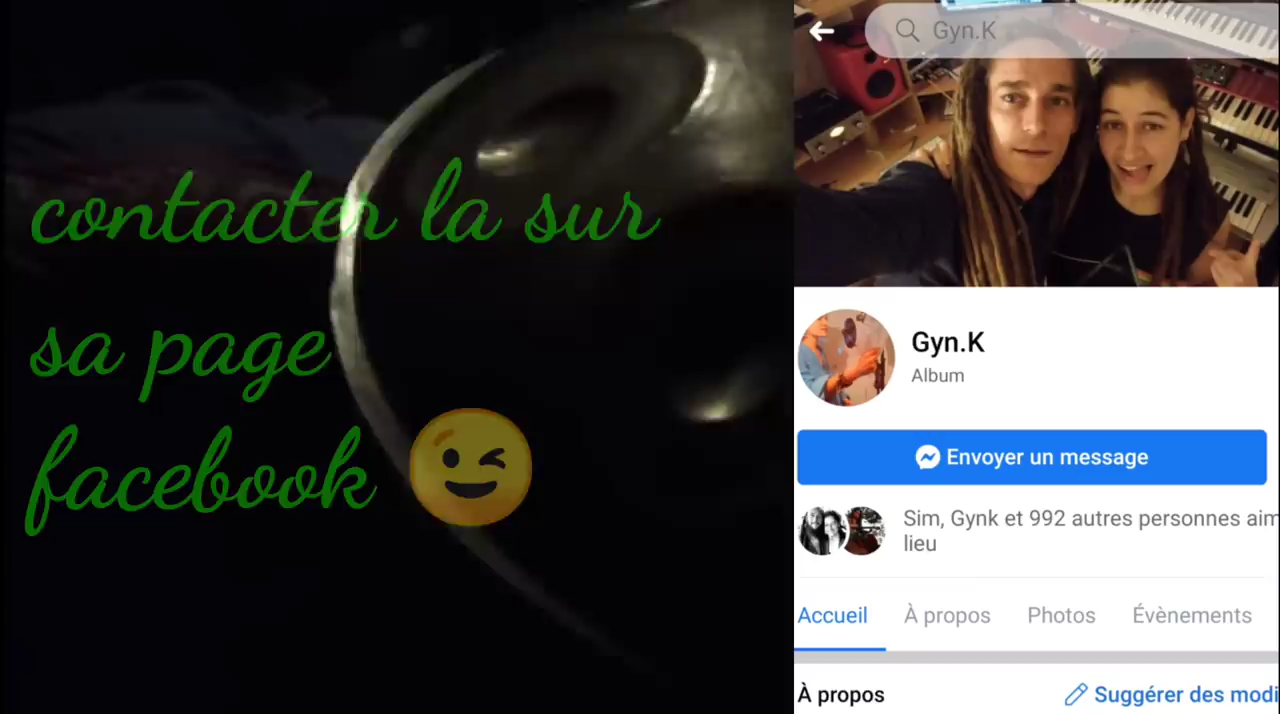 contacter la sur
sa page
facebook
Gyn.K
Gyn.K
Album
Envoyer un message
Sim, Gynk et 992 autres personnes aim
lieu
Accueil À propos Photos Évènements
À propos Suggérer des modi